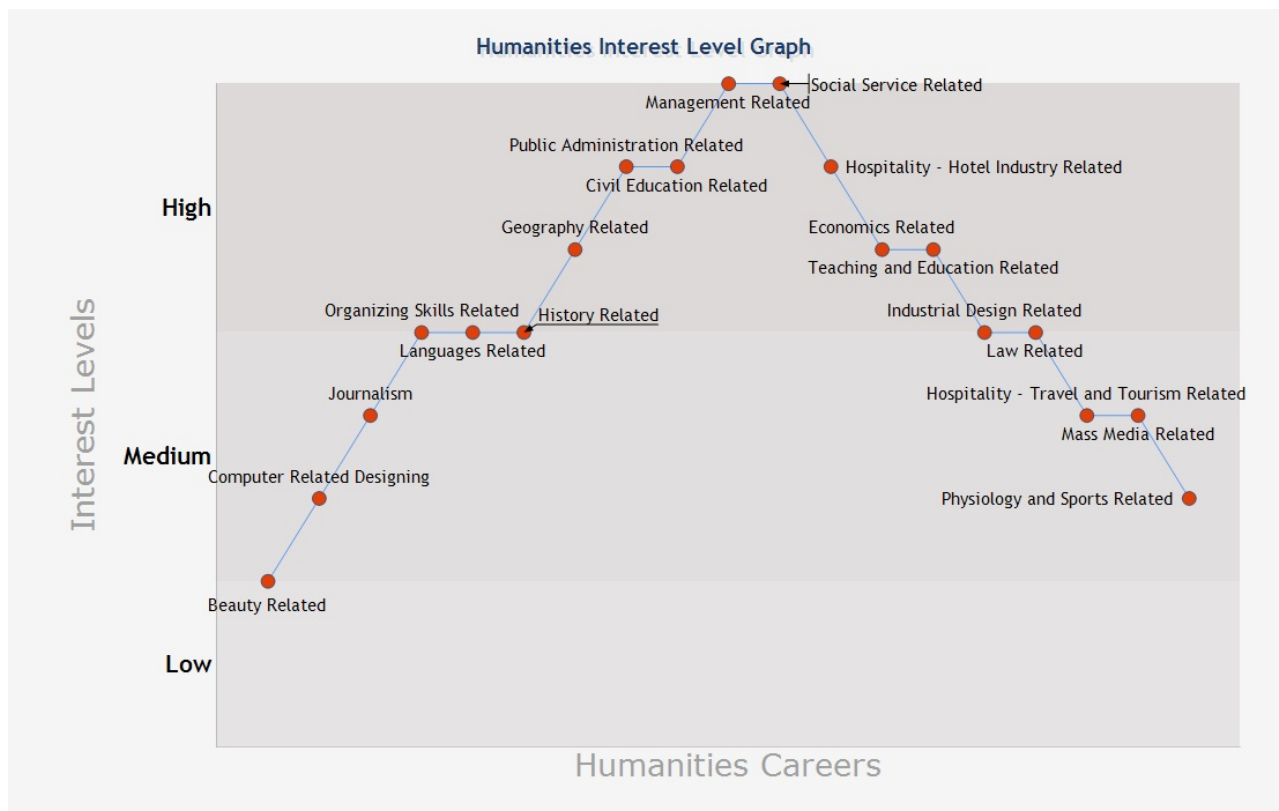 Humanities Interest Level Graph
Social Service Related
Management Related
Public Administration Related
Hospitality - Hotel Industry Related
Civil Education Related
High
Geography Related
Economics Related
Teaching and Education Related
Organizing Skills Related
History Related
Industrial Design Related
Languages Related
Law Related
Journalism
Hospitality - Travel and Tourism Related
Mass Media Related
Medium
Computer Related Designing
Physiology and Sports Related
Beauty Related
Low
Interest Levels
Humanities Careers